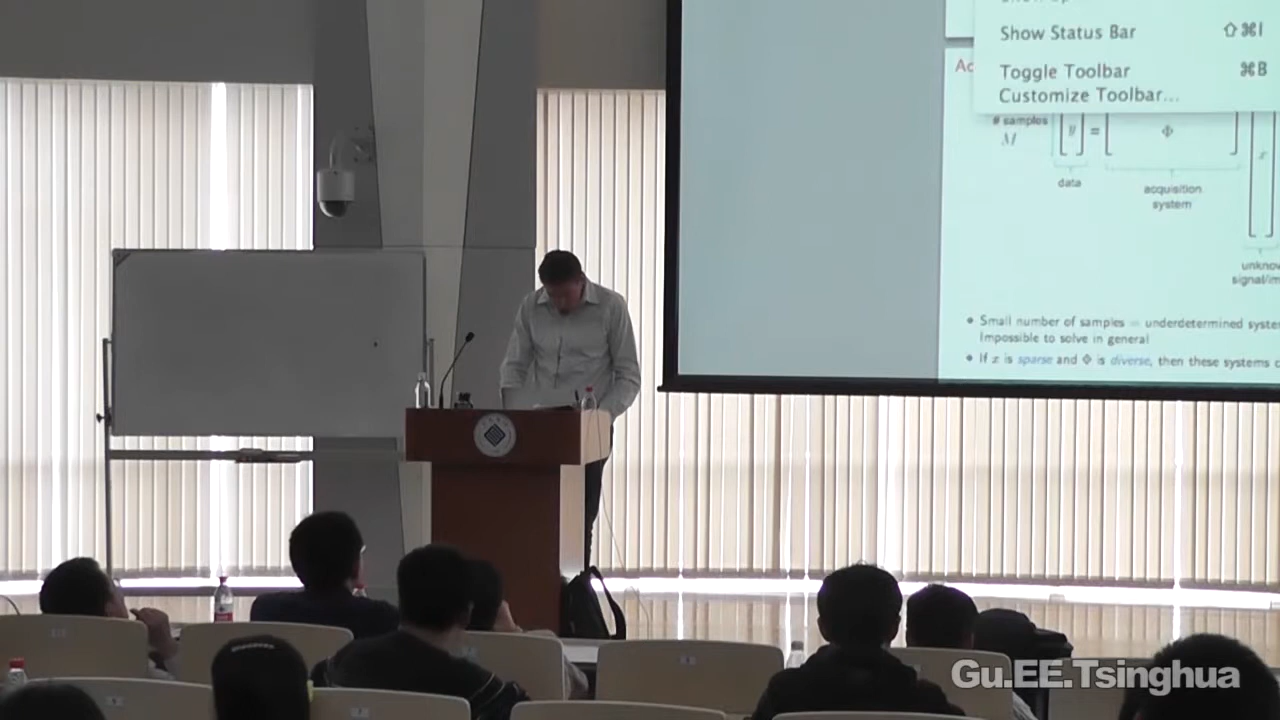 Show Status Bar ⇧⌘I
Toggle Toolbar ⌘B
Customize Toolbar...
# samples
M
y = Φ x
data
acquisition
system
Small number of samples = underdetermined syste
Impossible to solve in general
If x is sparse and Φ is diverse, then these systems c
Gu.EE.Tsinghua